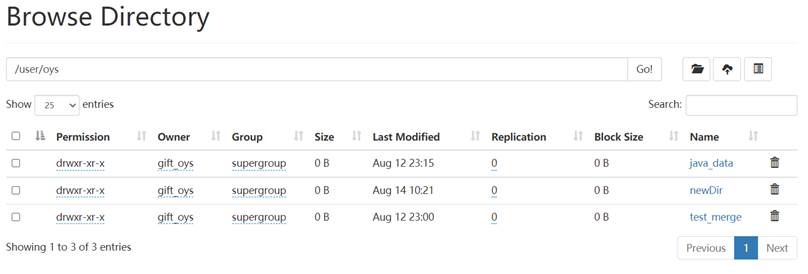 Browse Directory
/user/oys Go!
Show 25 entries Search:
Permission Owner Group Size Last Modified Replication Block Size Name
drwxr-xr-x gift_oys supergroup 0 B Aug 12 23:15 0 0 B java_data
drwxr-xr-x gift_oys supergroup 0 B Aug 14 10:21 0 0 B newDir
drwxr-xr-x gift_oys supergroup 0 B Aug 12 23:00 0 0 B test_merge
Showing 1 to 3 of 3 entries Previous 1 Next